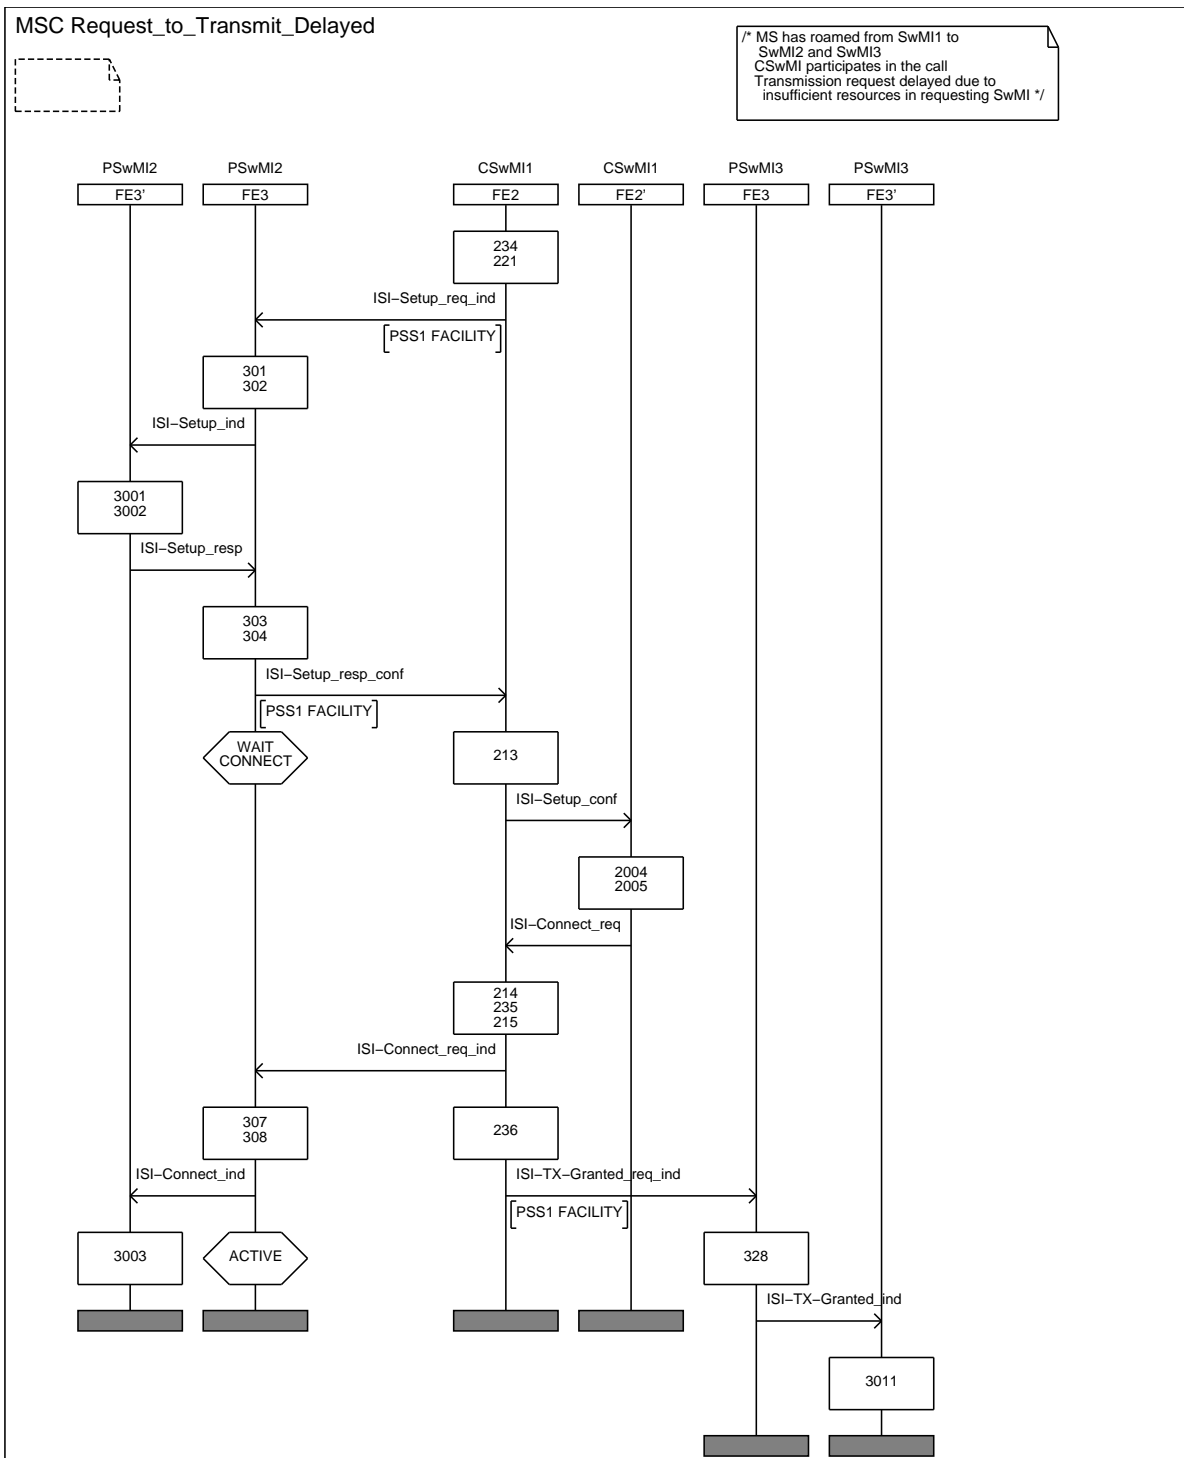 MSC Request_to_Transmit_Delayed
/* MS has roamed from SwMI1 to
SwMI2 and SwMI3
CSwMI participates in the call
Transmission request delayed due to
insufficient resources in requesting SwMI */
PSwMI2 PSwMI2 CSwMI1 CSwMI1 PSwMI3 PSwMI3
FE3' FE3 FE2 FE2' FE3 FE3'
234
221
ISI–Setup_req_ind
PSS1 FACILITY
301
302
ISI–Setup_ind
3001
3002
ISI–Setup_resp
303
304
ISI–Setup_resp_conf
PSS1 FACILITY
WAIT
CONNECT
213
ISI–Setup_conf
2004
2005
ISI–Connect_req
214
235
215
ISI–Connect_req_ind
307
308
236
ISI–Connect_ind
ISI–TX–Granted_req_ind
PSS1 FACILITY
3003
ACTIVE
328
ISI–TX–Granted_ind
3011